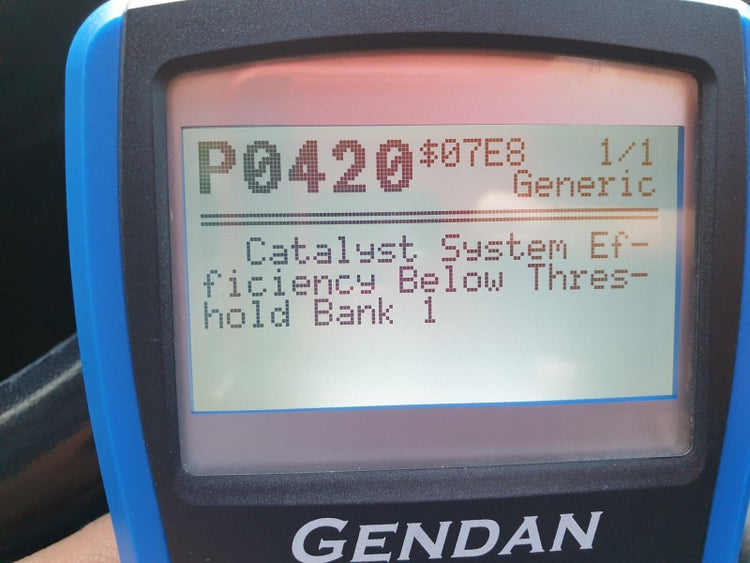 P0420 $07E8 1/1
Generic
Catalyst System Ef-
ficiency Below Thres-
hold Bank 1
GENDAN